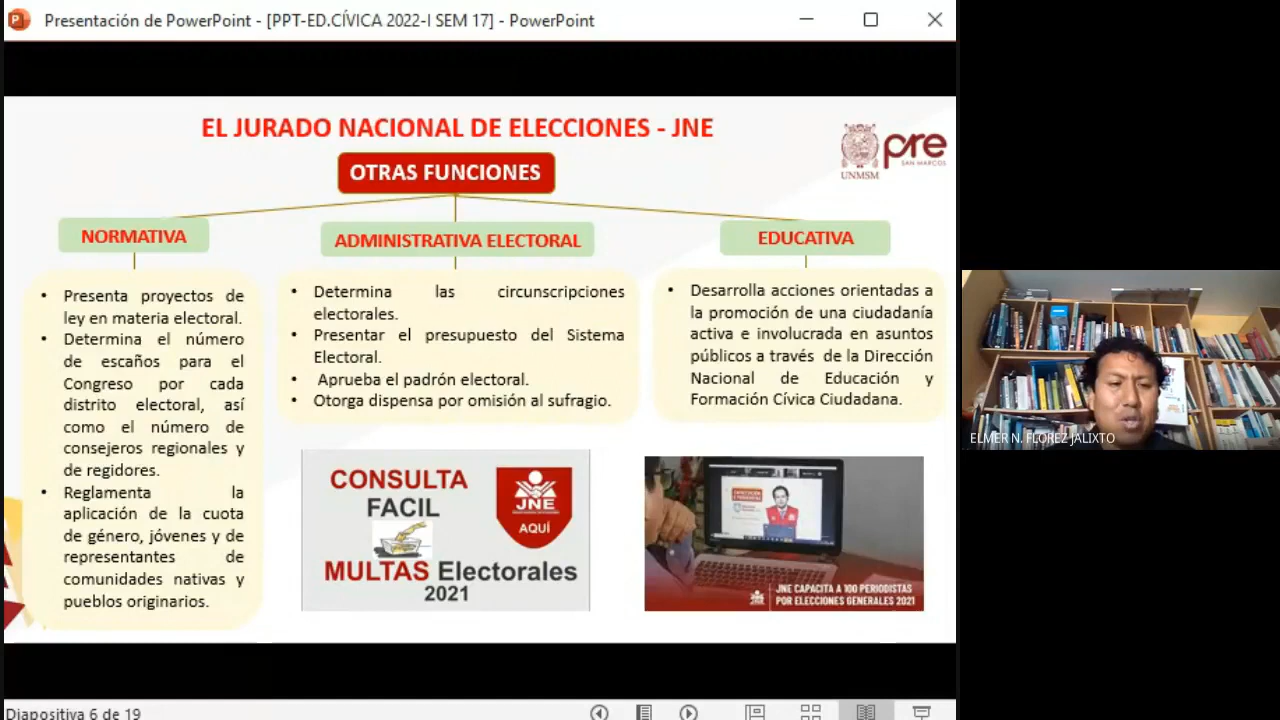 Presentación de PowerPoint - [PPT-ED.CÍVICA 2022-I SEM 17] - PowerPoint
EL JURADO NACIONAL DE ELECCIONES - JNE
pre
SAN MARCOS
UNMSM
OTRAS FUNCIONES
NORMATIVA
• Presenta proyectos de
ley en materia electoral.
• Determina el número
de escaños para el
Congreso por cada
distrito electoral, así
como el número de
consejeros regionales y
de regidores.
• Reglamenta la
aplicación de la cuota
de género, jóvenes y de
representantes de
comunidades nativas y
pueblos originarios.
ADMINISTRATIVA ELECTORAL
• Determina las circunscripciones
electorales.
• Presentar el presupuesto del Sistema
Electoral.
• Aprueba el padrón electoral.
• Otorga dispensa por omisión al sufragio.
EDUCATIVA
• Desarrolla acciones orientadas a
la promoción de una ciudadanía
activa e involucrada en asuntos
públicos a través de la Dirección
Nacional de Educación y
Formación Cívica Ciudadana.
CONSULTA
FACIL
MULTAS Electorales
2021
JNE
AQUÍ
JNE CAPACITA A 100 PERIODISTAS
POR ELECCIONES GENERALES 2021
ELMER N. FLOREZ JALIXTO
Diapositiva 6 de 19